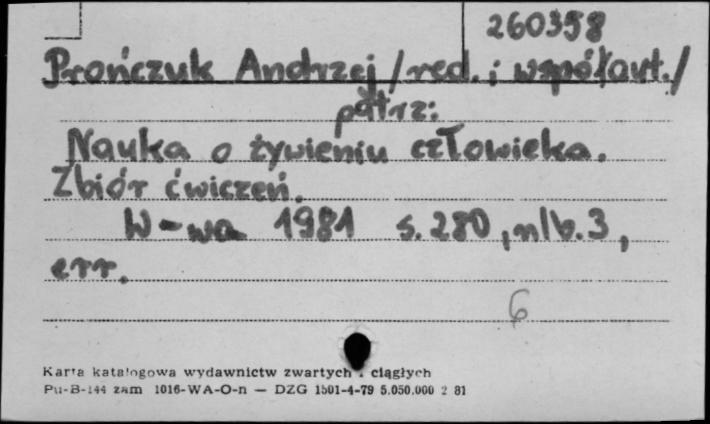 260398
Prończuk Andrzej /red. i współaut./
patrz:
Nauka o żywieniu człowieka.
Zbiór ćwiczeń.
W-wa 1981 s. 280, nlb. 3,
err.
6
Karta katalogowa wydawnictw zwartych i ciągłych
Pu-B-144 zam 1016-WA-O-n — DZG 1501-4-79 5.050.000 2 81